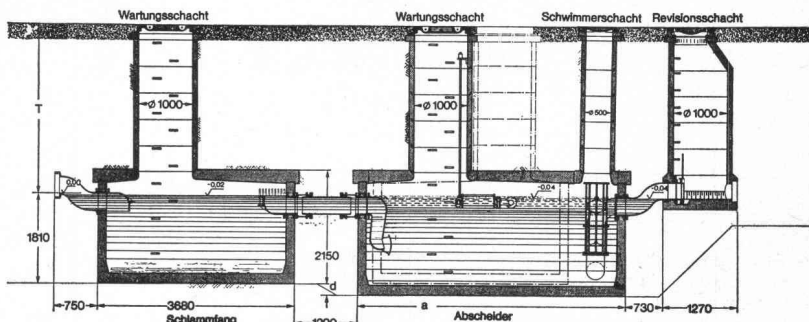 Wartungsschacht
Wartungsschacht
Schwimmerschacht
Revisionsschacht
T
ø 1000
ø 1000
ø 500
ø 1000
0,00
-0,02
-0,04
-0,04
1810
2150
d
750
3680
a
730
1270
Schlammfang
1200
Abscheider